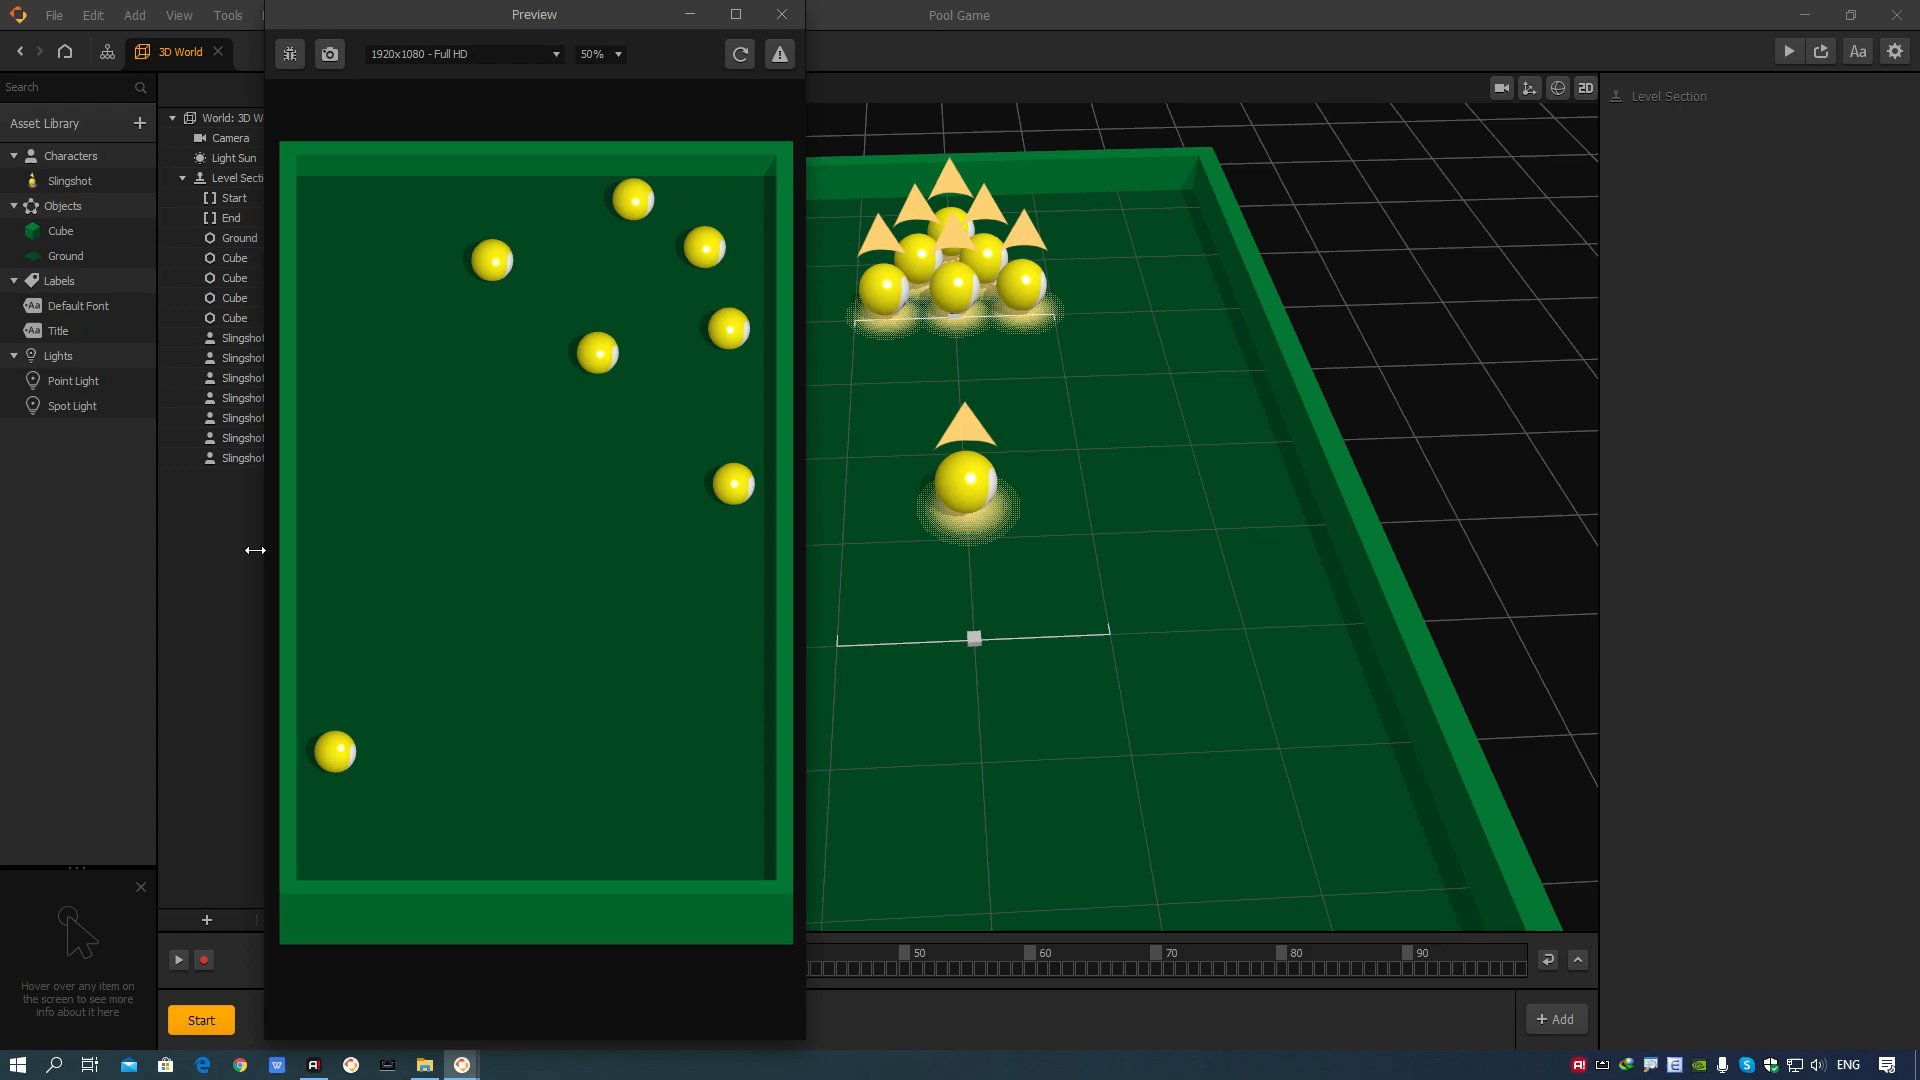 File Edit Add View Tools
Preview
Pool Game
3D World
1920x1080 - Full HD
50%
Aa
Search
2D
Level Section
Asset Library
World: 3D W
Camera
Light Sun
Level Secti
Start
End
Ground
Cube
Cube
Cube
Cube
Slingshot
Slingshot
Slingshot
Slingshot
Slingshot
Slingshot
Slingshot
Characters
Slingshot
Objects
Cube
Ground
Labels
Aa Default Font
Aa Title
Lights
Point Light
Spot Light
Hover over any item on
the screen to see more
info about it here
50 60 70 80 90
Start
+ Add
ENG